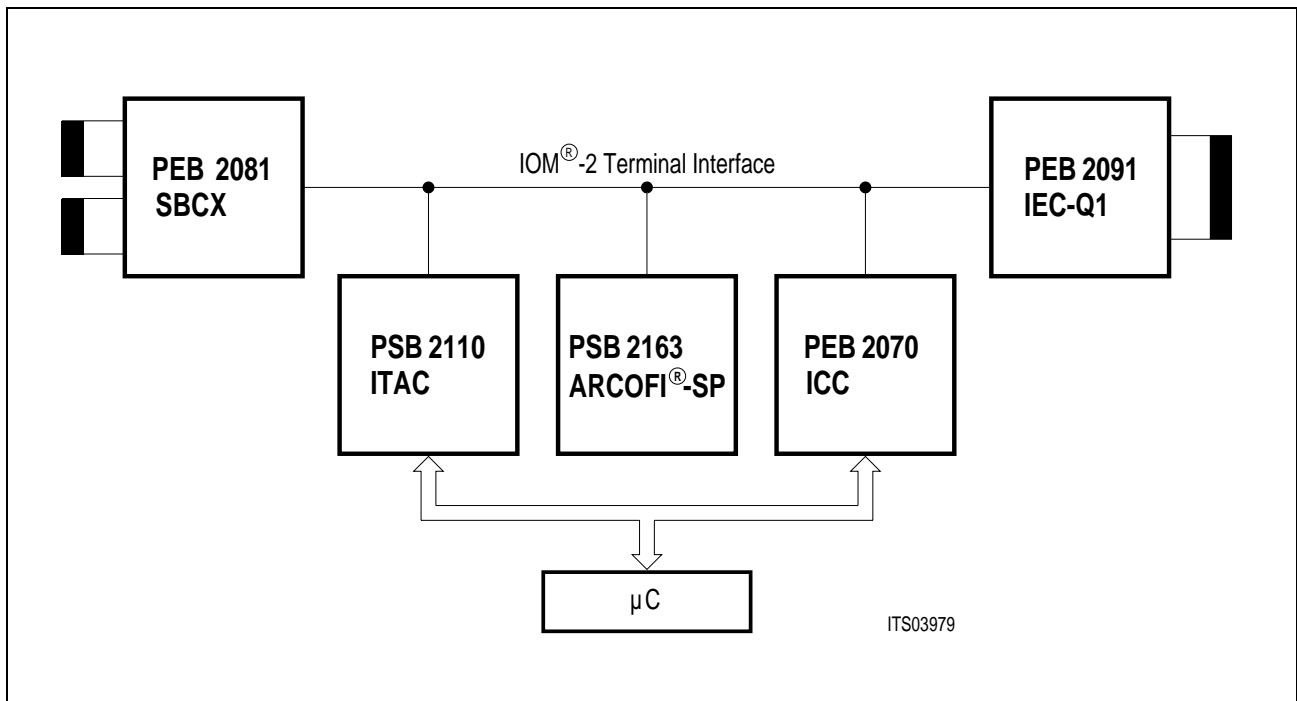 PEB 2081
SBCX
IOM®-2 Terminal Interface
PEB 2091
IEC-Q1
PSB 2110
ITAC
PSB 2163
ARCOFI®-SP
PEB 2070
ICC
µC
ITS03979